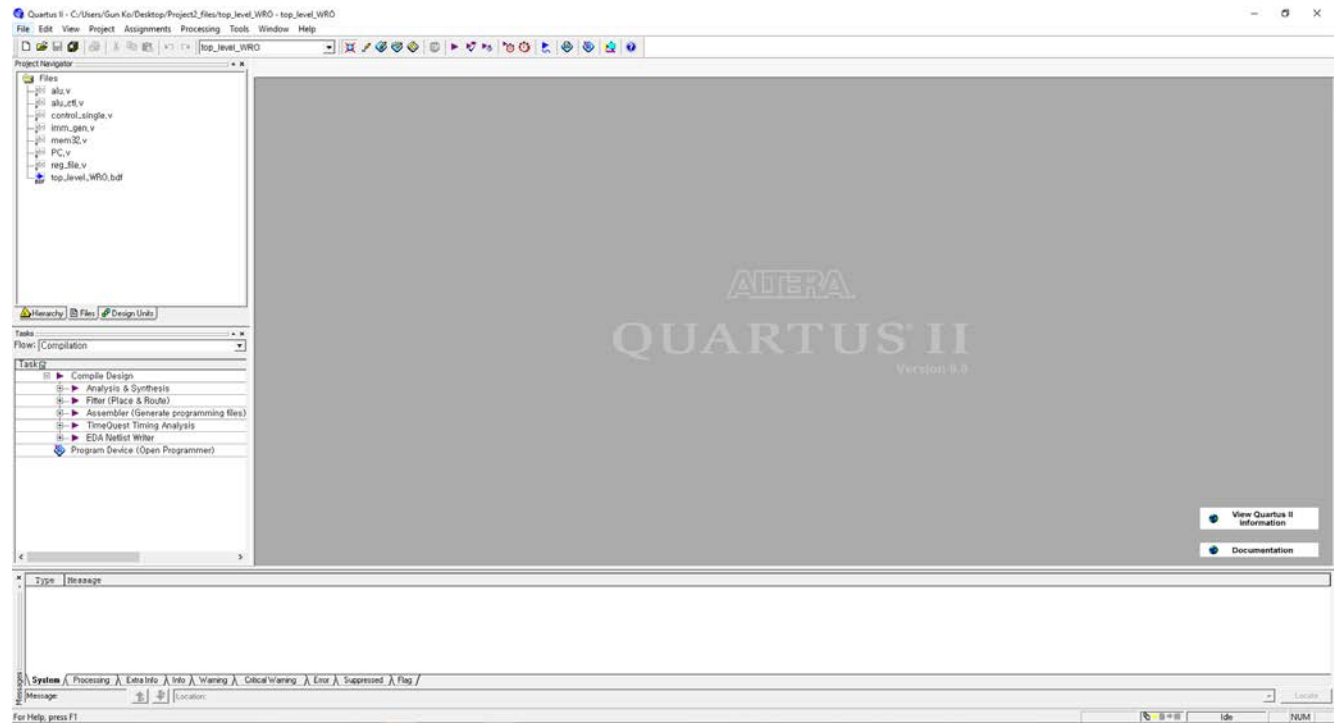 Quartus II - C:/Users/Gun Ko/Desktop/Project2_files/top_level_WRO - top_level_WRO
File Edit View Project Assignments Processing Tools Window Help
top_level_WRO
Project Navigator
Files
alu.v
alu_ctl.v
control_single.v
imm_gen.v
mem32.v
PC.v
reg_file.v
top_level_WRO.bdf
Hierarchy Files Design Units
Tasks
Flow: Compilation
Task
Compile Design
Analysis & Synthesis
Fitter (Place & Route)
Assembler (Generate programming files)
TimeQuest Timing Analysis
EDA Netlist Writer
Program Device (Open Programmer)
ALTERA
QUARTUS II
View Quartus II
Information
Documentation
Type Message
Messages
System Processing Extra Info Info Warning Critical Warning Error Suppressed Flag
Message: Location: Locate
For Help, press F1 Idle NUM